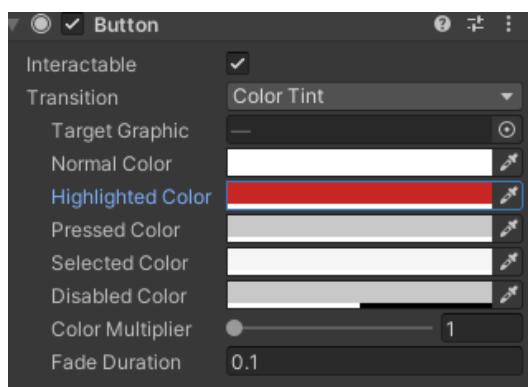 Button
Interactable
Transition Color Tint
Target Graphic —
Normal Color
Highlighted Color
Pressed Color
Selected Color
Disabled Color
Color Multiplier 1
Fade Duration 0.1